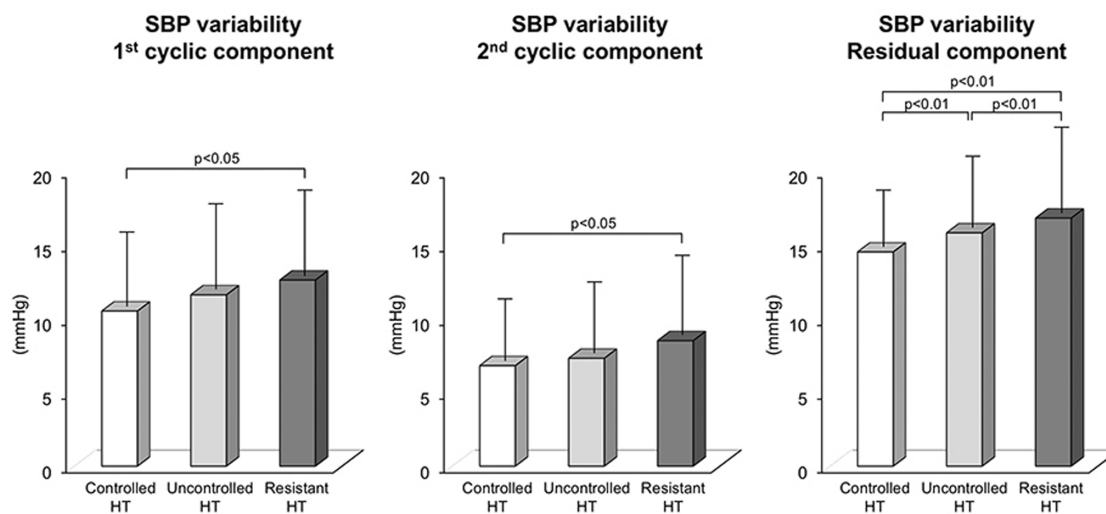 SBP variability
1st cyclic component
p<0.05
20
15
10
5
0
(mmHg)
Controlled HT
Uncontrolled HT
Resistant HT
SBP variability
2nd cyclic component
p<0.05
20
15
10
5
0
(mmHg)
Controlled HT
Uncontrolled HT
Resistant HT
SBP variability
Residual component
p<0.01
p<0.01
p<0.01
20
15
10
5
0
(mmHg)
Controlled HT
Uncontrolled HT
Resistant HT